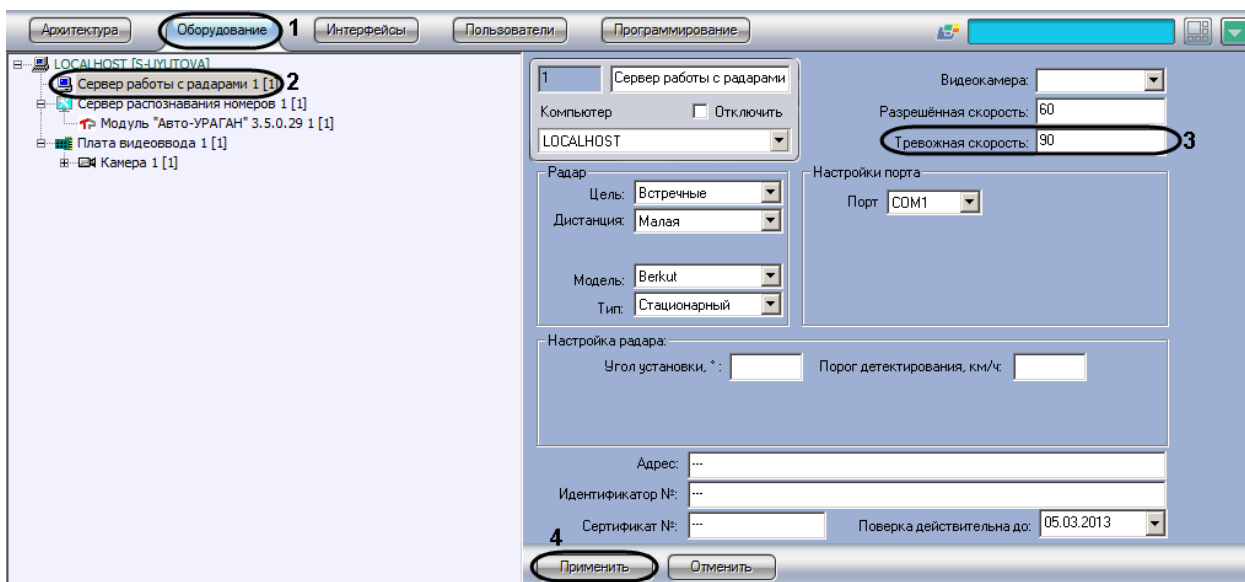 Архитектура Оборудование 1 Интерфейсы Пользователи Программирование
LOCALHOST [S-UYUTOVA]
Сервер работы с радарами 1 [1] 2
Сервер распознавания номеров 1 [1]
Модуль "Авто-УРАГАН" 3.5.0.29 1 [1]
Плата видеоввода 1 [1]
Камера 1 [1]
1 Сервер работы с радарами
Компьютер Отключить
LOCALHOST
Видеокамера:
Разрешённая скорость: 60
Тревожная скорость: 90 3
Радар
Цель: Встречные
Дистанция: Малая
Модель: Berkut
Тип: Стационарный
Настройки порта
Порт COM1
Настройка радара:
Угол установки, ° : Порог детектирования, км/ч:
Адрес: ---
Идентификатор №: ---
Сертификат №: --- Поверка действительна до: 05.03.2013
4
Применить Отменить